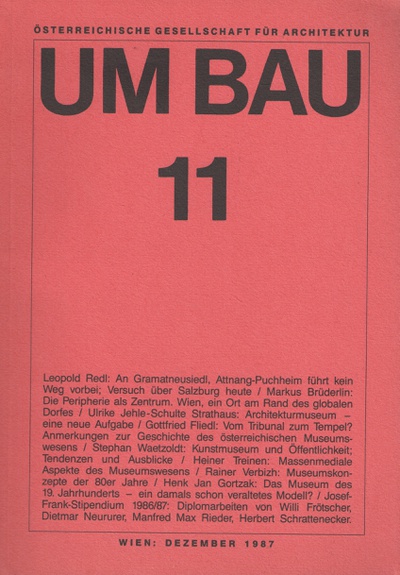 ÖSTERREICHISCHE GESELLSCHAFT FÜR ARCHITEKTUR
UM BAU
11
Leopold Redl: An Gramatneusiedl, Attnang-Puchheim führt kein
Weg vorbei; Versuch über Salzburg heute / Markus Brüderlin:
Die Peripherie als Zentrum. Wien, ein Ort am Rand des globalen
Dorfes / Ulrike Jehle-Schulte Strathaus: Architekturmuseum –
eine neue Aufgabe / Gottfried Fliedl: Vom Tribunal zum Tempel?
Anmerkungen zur Geschichte des österreichischen Museums-
wesens / Stephan Waetzoldt: Kunstmuseum und Öffentlichkeit;
Tendenzen und Ausblicke / Heiner Treinen: Massenmediale
Aspekte des Museumswesens / Rainer Verbizh: Museumskon-
zepte der 80er Jahre / Henk Jan Gortzak: Das Museum des
19. Jahrhunderts – ein damals schon veraltetes Modell? / Josef-
Frank-Stipendium 1986/87: Diplomarbeiten von Willi Frötscher,
Dietmar Neururer, Manfred Max Rieder, Herbert Schrattenecker.
WIEN: DEZEMBER 1987